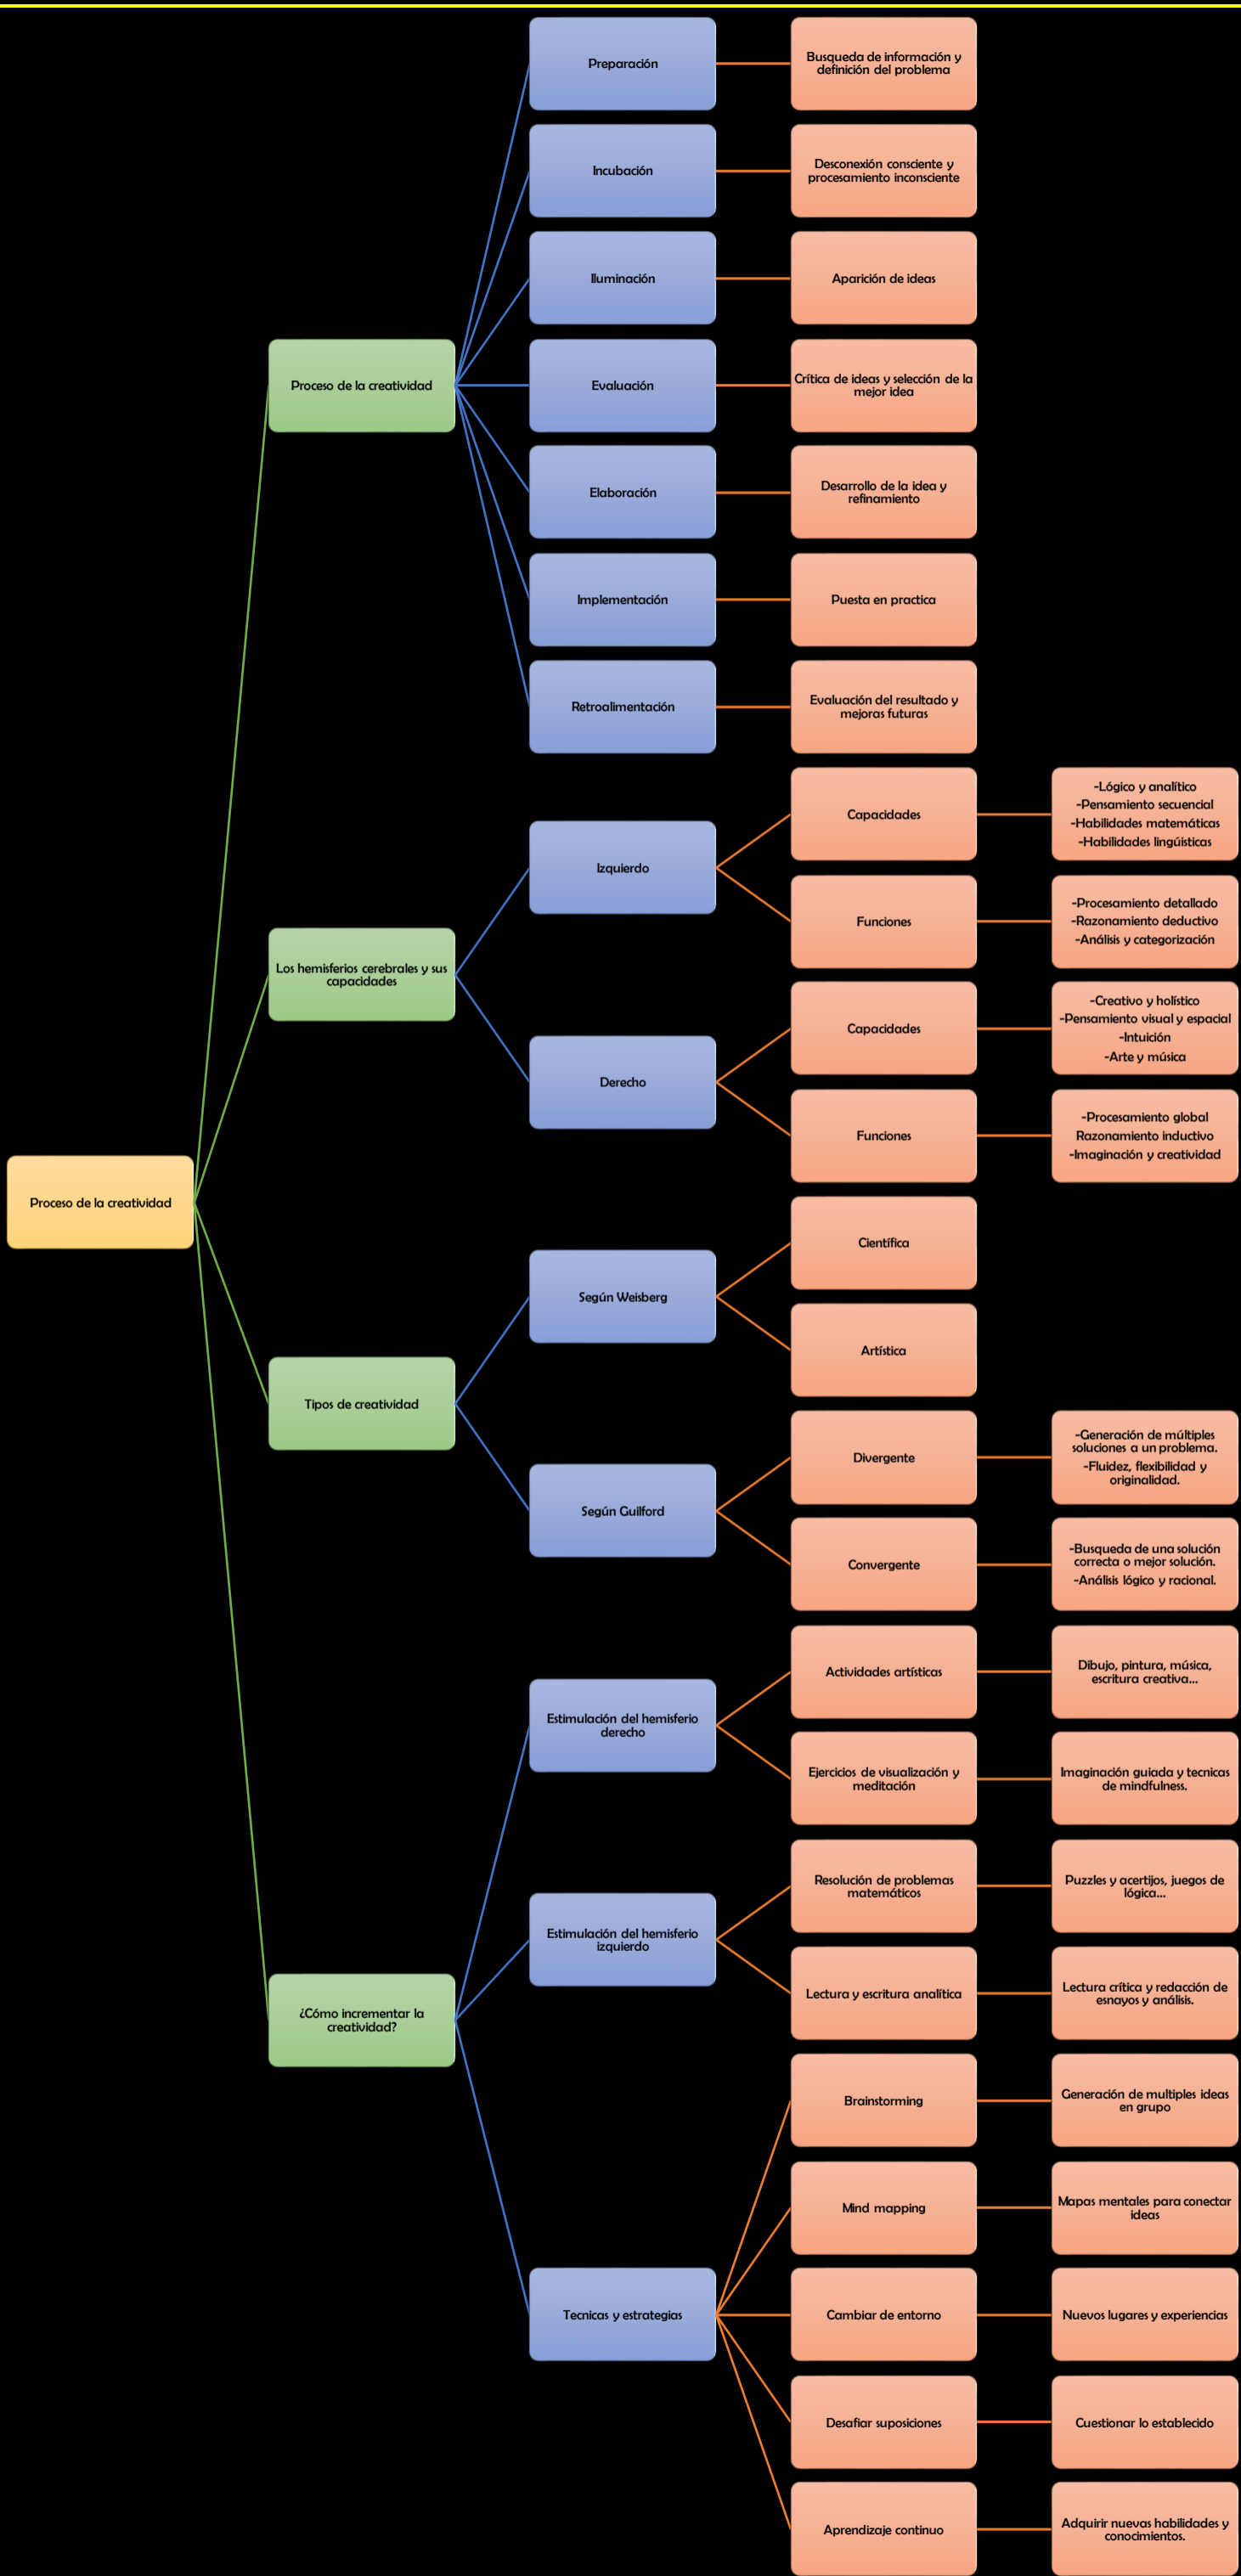 Preparación
Busqueda de información y
definición del problema
Incubación
Desconexión consciente y
procesamiento inconsciente
Iluminación
Aparición de ideas
Proceso de la creatividad
Evaluación
Crítica de ideas y selección de la
mejor idea
Elaboración
Desarrollo de la idea y
refinamiento
Implementación
Puesta en practica
Retroalimentación
Evaluación del resultado y
mejoras futuras
Los hemisferios cerebrales y sus
capacidades
Izquierdo
Capacidades
-Lógico y analítico
-Pensamiento secuencial
-Habilidades matemáticas
-Habilidades lingúisticas
Funciones
-Procesamiento detallado
-Razonamiento deductivo
-Análisis y categorización
Derecho
Capacidades
-Creativo y holístico
-Pensamiento visual y espacial
-Intuición
-Arte y música
Funciones
-Procesamiento global
Razonamiento inductivo
-Imaginación y creatividad
Proceso de la creatividad
Tipos de creatividad
Según Weisberg
Científica
Artística
Según Guilford
Divergente
-Generación de múltiples
soluciones a un problema.
-Fluidez, flexibilidad y
originalidad.
Convergente
-Busqueda de una solución
correcta o mejor solución.
-Análisis lógico y racional.
¿Cómo incrementar la
creatividad?
Estimulación del hemisferio
derecho
Actividades artísticas
Dibujo, pintura, música,
escritura creativa...
Ejercicios de visualización y
meditación
Imaginación guiada y tecnicas
de mindfulness.
Estimulación del hemisferio
izquierdo
Resolución de problemas
matemáticos
Puzzles y acertijos, juegos de
lógica...
Lectura y escritura analítica
Lectura crítica y redacción de
esnayos y análisis.
Tecnicas y estrategias
Brainstorming
Generación de multiples ideas
en grupo
Mind mapping
Mapas mentales para conectar
ideas
Cambiar de entorno
Nuevos lugares y experiencias
Desafiar suposiciones
Cuestionar lo establecido
Aprendizaje continuo
Adquirir nuevas habilidades y
conocimientos.